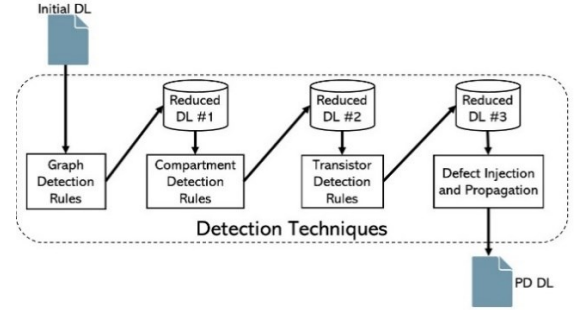 Initial DL
Reduced
DL #1
Reduced
DL #2
Reduced
DL #3
Graph
Detection
Rules
Compartment
Detection
Rules
Transistor
Detection
Rules
Defect Injection
and Propagation
Detection Techniques
PD DL